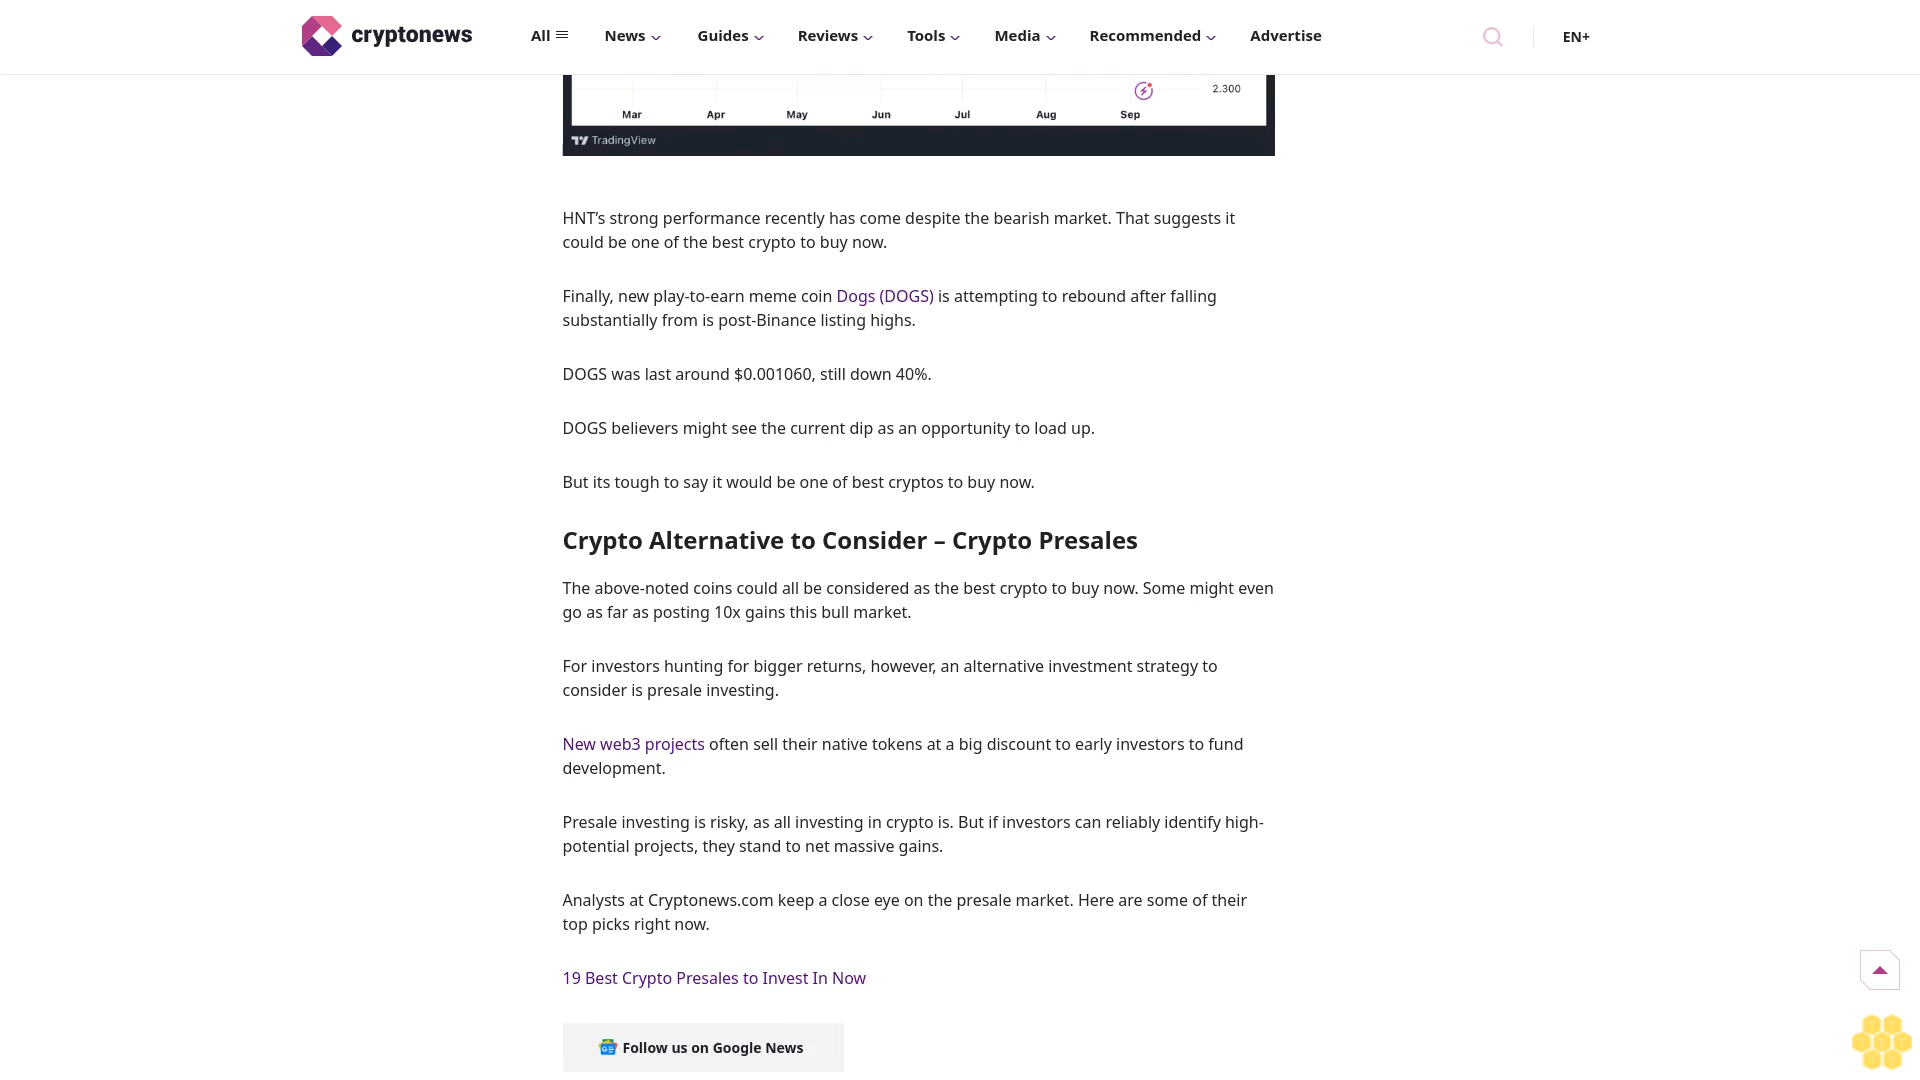 cryptonews
All
News
Guides
Reviews
Tools
Media
Recommended
Advertise
EN+
2.300
Mar Apr May Jun Jul Aug Sep
TradingView
HNT’s strong performance recently has come despite the bearish market. That suggests it
could be one of the best crypto to buy now.
Finally, new play-to-earn meme coin Dogs (DOGS) is attempting to rebound after falling
substantially from is post-Binance listing highs.
DOGS was last around $0.001060, still down 40%.
DOGS believers might see the current dip as an opportunity to load up.
But its tough to say it would be one of best cryptos to buy now.
Crypto Alternative to Consider – Crypto Presales
The above-noted coins could all be considered as the best crypto to buy now. Some might even
go as far as posting 10x gains this bull market.
For investors hunting for bigger returns, however, an alternative investment strategy to
consider is presale investing.
New web3 projects often sell their native tokens at a big discount to early investors to fund
development.
Presale investing is risky, as all investing in crypto is. But if investors can reliably identify high-
potential projects, they stand to net massive gains.
Analysts at Cryptonews.com keep a close eye on the presale market. Here are some of their
top picks right now.
19 Best Crypto Presales to Invest In Now
Follow us on Google News